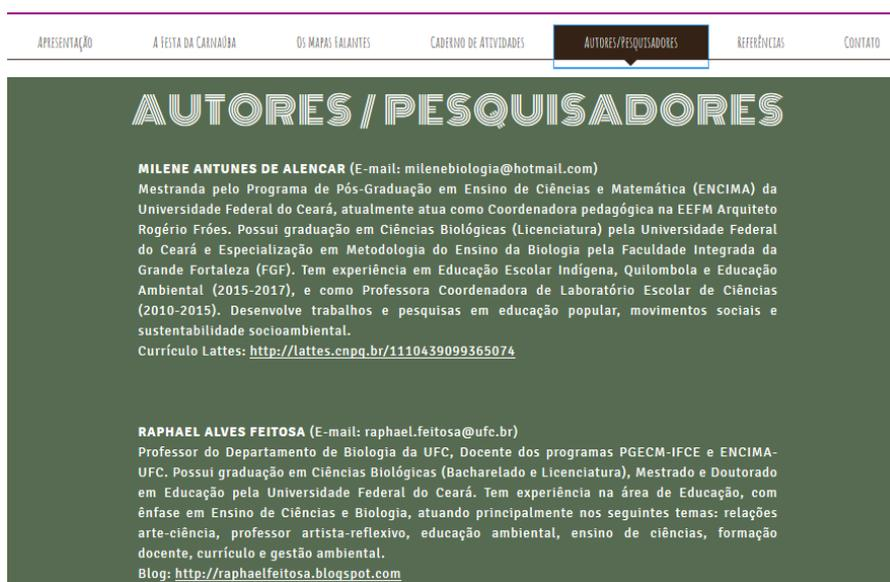 Apresentação A Festa da Carnaúba Os Mapas Falantes Caderno de Atividades Autores/Pesquisadores Referências Contato
AUTORES / PESQUISADORES
MILENE ANTUNES DE ALENCAR (E-mail: milenebiologia@hotmail.com)
Mestranda pelo Programa de Pós-Graduação em Ensino de Ciências e Matemática (ENCIMA) da
Universidade Federal do Ceará, atualmente atua como Coordenadora pedagógica na EEFM Arquiteto
Rogério Fróes. Possui graduação em Ciências Biológicas (Licenciatura) pela Universidade Federal
do Ceará e Especialização em Metodologia do Ensino da Biologia pela Faculdade Integrada da
Grande Fortaleza (FGF). Tem experiência em Educação Escolar Indígena, Quilombola e Educação
Ambiental (2015-2017), e como Professora Coordenadora de Laboratório Escolar de Ciências
(2010-2015). Desenvolve trabalhos e pesquisas em educação popular, movimentos sociais e
sustentabilidade socioambiental.
Currículo Lattes: http://lattes.cnpq.br/1110439099365074
RAPHAEL ALVES FEITOSA (E-mail: raphael.feitosa@ufc.br)
Professor do Departamento de Biologia da UFC, Docente dos programas PGECM-IFCE e ENCIMA-
UFC. Possui graduação em Ciências Biológicas (Bacharelado e Licenciatura), Mestrado e Doutorado
em Educação pela Universidade Federal do Ceará. Tem experiência na área de Educação, com
ênfase em Ensino de Ciências e Biologia, atuando principalmente nos seguintes temas: relações
arte-ciência, professor artista-reflexivo, educação ambiental, ensino de ciências, formação
docente, currículo e gestão ambiental.
Blog: http://raphaelfeitosa.blogspot.com